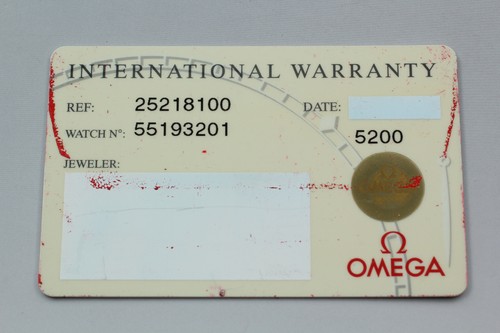 INTERNATIONAL WARRANTY
REF: 25218100 DATE:
WATCH N°: 55193201
5200
JEWELER:
Ω
OMEGA